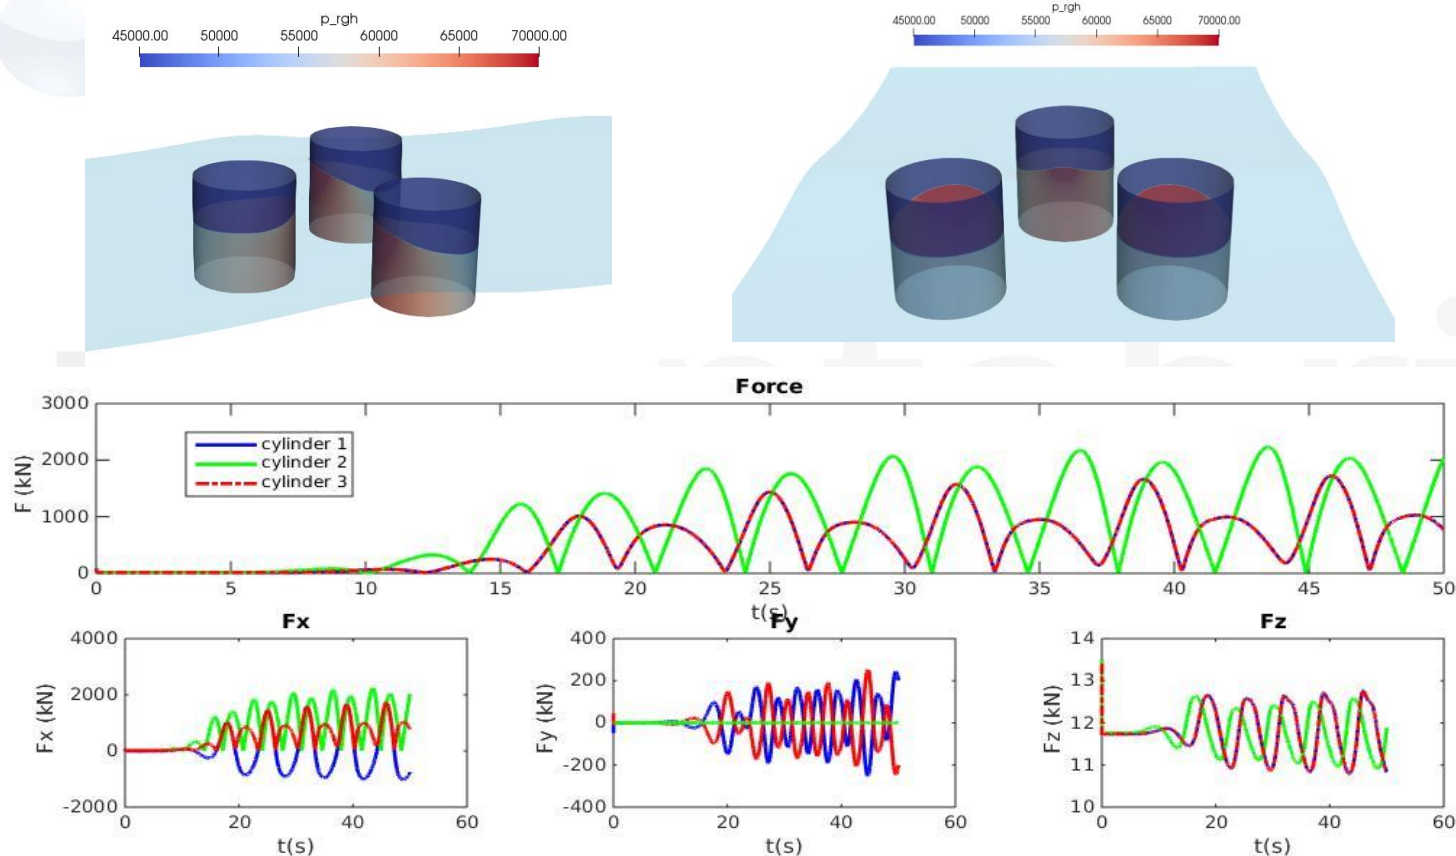 p_rgh
45000.00 50000 55000 60000 65000 70000.00
p_rgh
45000.00 50000 55000 60000 65000 70000.00
Force
3000
2000
1000
0
F (kN)
cylinder 1
cylinder 2
cylinder 3
0 5 10 15 20 25 30 35 40 45 50
t(s)
Fx
4000
2000
0
-2000
Fx (kN)
0 20 40 60
t(s)
Fy
400
200
0
-200
-400
Fy (kN)
0 20 40 60
t(s)
Fz
14
13
12
11
10
Fz (kN)
0 20 40 60
t(s)